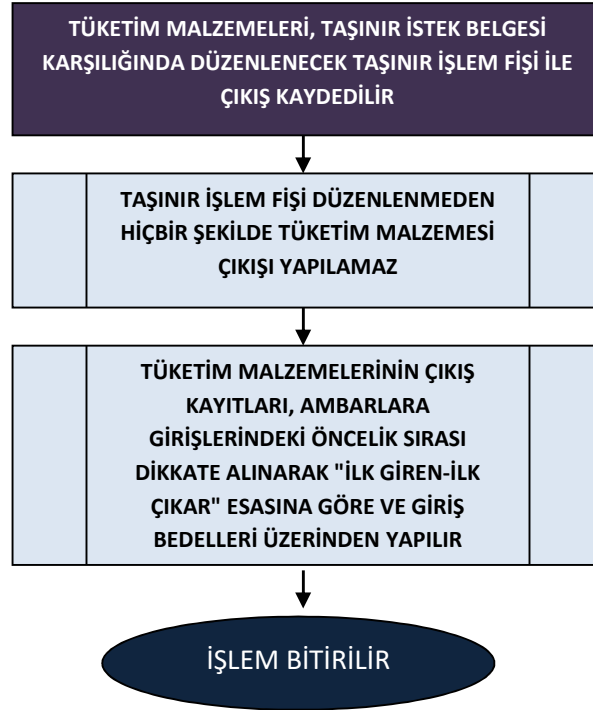 TÜKETİM MALZEMELERİ, TAŞINIR İSTEK BELGESİ
KARŞILIĞINDA DÜZENLENECEK TAŞINIR İŞLEM FİŞİ İLE
ÇIKIŞ KAYDEDİLİR
TAŞINIR İŞLEM FİŞİ DÜZENLENMEDEN
HİÇBİR ŞEKİLDE TÜKETİM MALZEMESİ
ÇIKIŞI YAPILAMAZ
TÜKETİM MALZEMELERİNİN ÇIKIŞ
KAYITLARI, AMBARLARA
GİRİŞLERİNDEKİ ÖNCELİK SIRASI
DİKKATE ALINARAK "İLK GİREN-İLK
ÇIKAR" ESASINA GÖRE VE GİRİŞ
BEDELLERİ ÜZERİNDEN YAPILIR
İŞLEM BİTİRİLİR